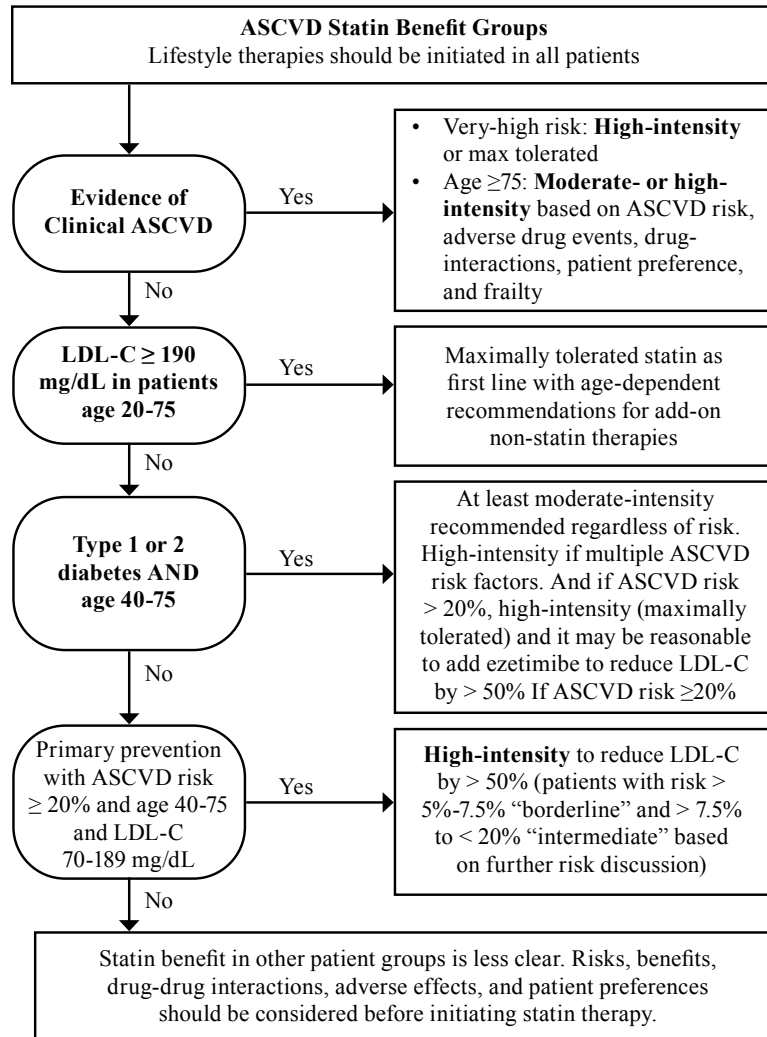 ASCVD Statin Benefit Groups
Lifestyle therapies should be initiated in all patients
Evidence of
Clinical ASCVD
Yes
• Very-high risk: High-intensity
or max tolerated
• Age ≥75: Moderate- or high-
intensity based on ASCVD risk,
adverse drug events, drug-
interactions, patient preference,
and frailty
No
LDL-C ≥ 190
mg/dL in patients
age 20-75
Yes
Maximally tolerated statin as
first line with age-dependent
recommendations for add-on
non-statin therapies
No
Type 1 or 2
diabetes AND
age 40-75
Yes
At least moderate-intensity
recommended regardless of risk.
High-intensity if multiple ASCVD
risk factors. And if ASCVD risk
> 20%, high-intensity (maximally
tolerated) and it may be reasonable
to add ezetimibe to reduce LDL-C
by > 50% If ASCVD risk ≥20%
No
Primary prevention
with ASCVD risk
≥ 20% and age 40-75
and LDL-C
70-189 mg/dL
Yes
High-intensity to reduce LDL-C
by > 50% (patients with risk >
5%-7.5% “borderline” and > 7.5%
to < 20% “intermediate” based
on further risk discussion)
No
Statin benefit in other patient groups is less clear. Risks, benefits,
drug-drug interactions, adverse effects, and patient preferences
should be considered before initiating statin therapy.